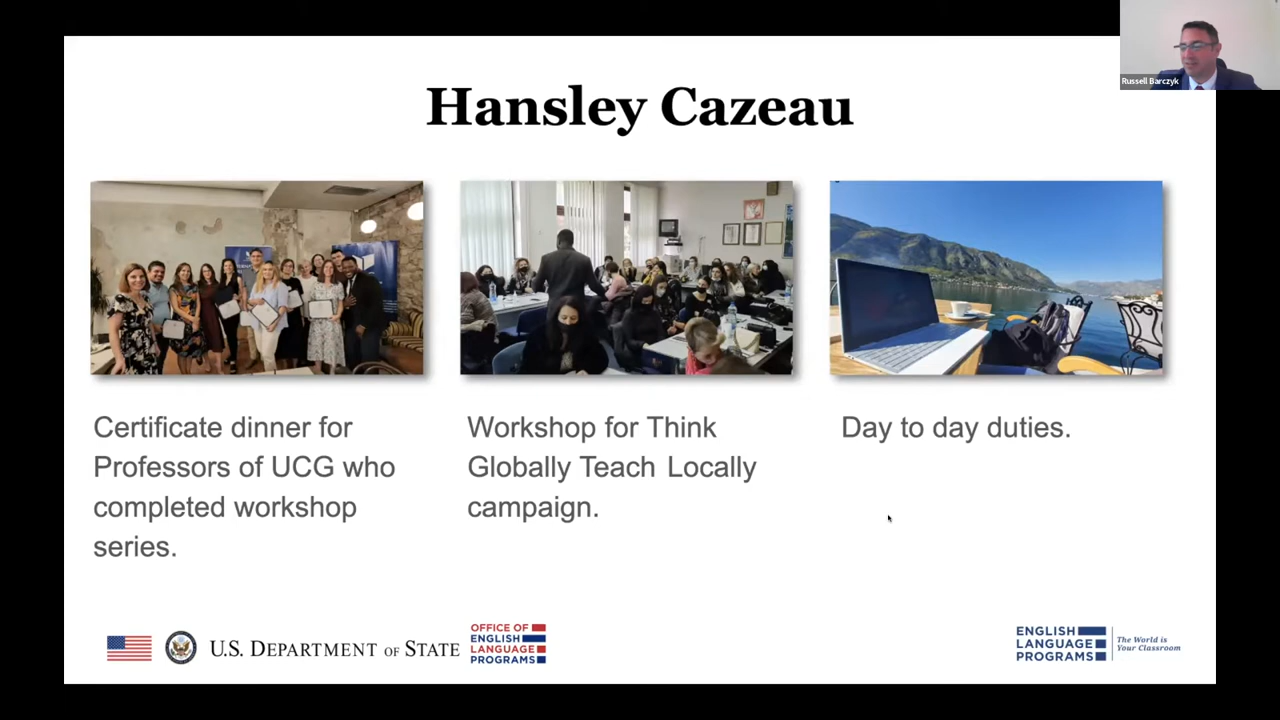 Russell Barczyk
Hansley Cazeau
Certificate dinner for
Professors of UCG who
completed workshop
series.
Workshop for Think
Globally Teach Locally
campaign.
Day to day duties.
U.S. DEPARTMENT OF STATE
OFFICE OF
ENGLISH
LANGUAGE
PROGRAMS
ENGLISH
LANGUAGE
PROGRAMS
The World is
Your Classroom